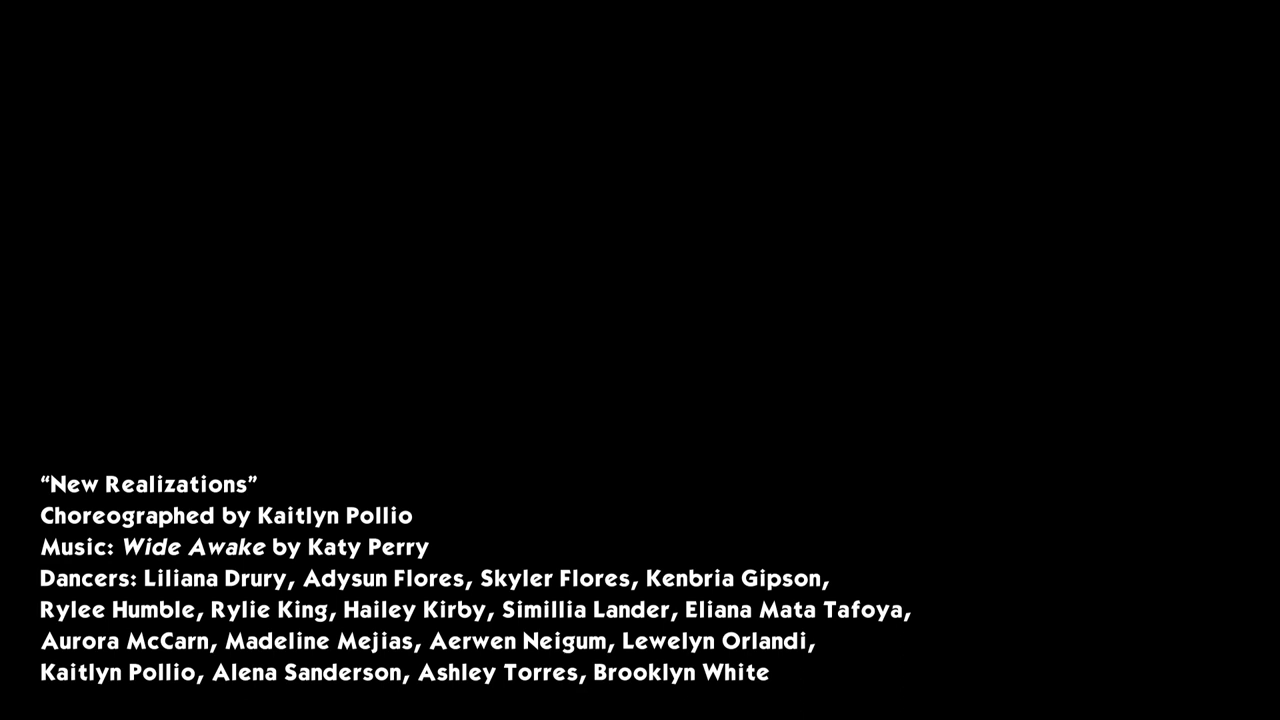 “New Realizations”
Choreographed by Kaitlyn Pollio
Music: Wide Awake by Katy Perry
Dancers: Liliana Drury, Adysun Flores, Skyler Flores, Kenbria Gipson,
Rylee Humble, Rylie King, Hailey Kirby, Simillia Lander, Eliana Mata Tafoya,
Aurora McCarn, Madeline Mejias, Aerwen Neigum, Lewelyn Orlandi,
Kaitlyn Pollio, Alena Sanderson, Ashley Torres, Brooklyn White